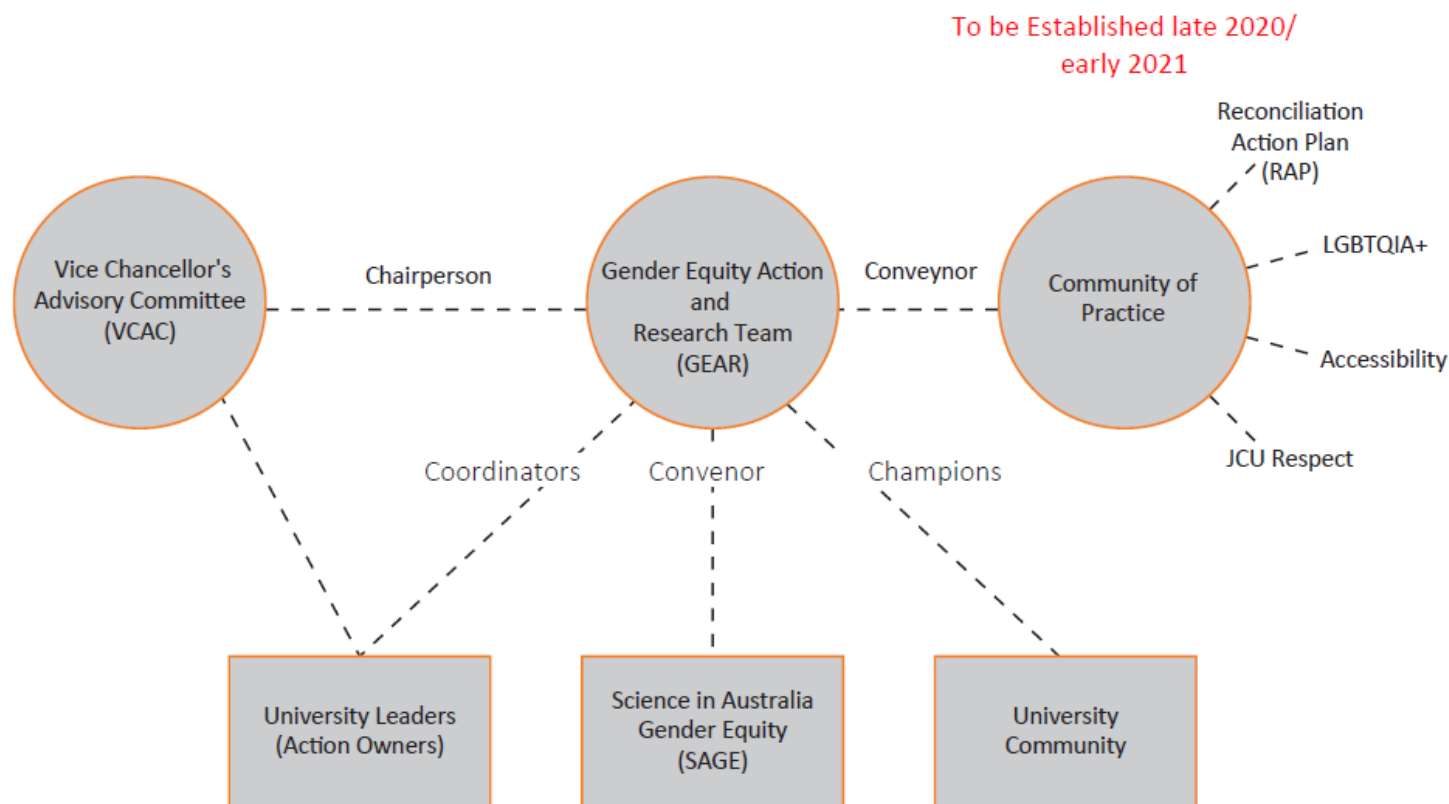 To be Established late 2020/
early 2021
Reconciliation
Action Plan
(RAP)
LGBTQIA+
Accessibility
JCU Respect
Vice Chancellor's
Advisory Committee
(VCAC)
Chairperson
Gender Equity Action
and
Research Team
(GEAR)
Conveynor
Community of
Practice
Coordinators
Convenor
Champions
University Leaders
(Action Owners)
Science in Australia
Gender Equity
(SAGE)
University
Community